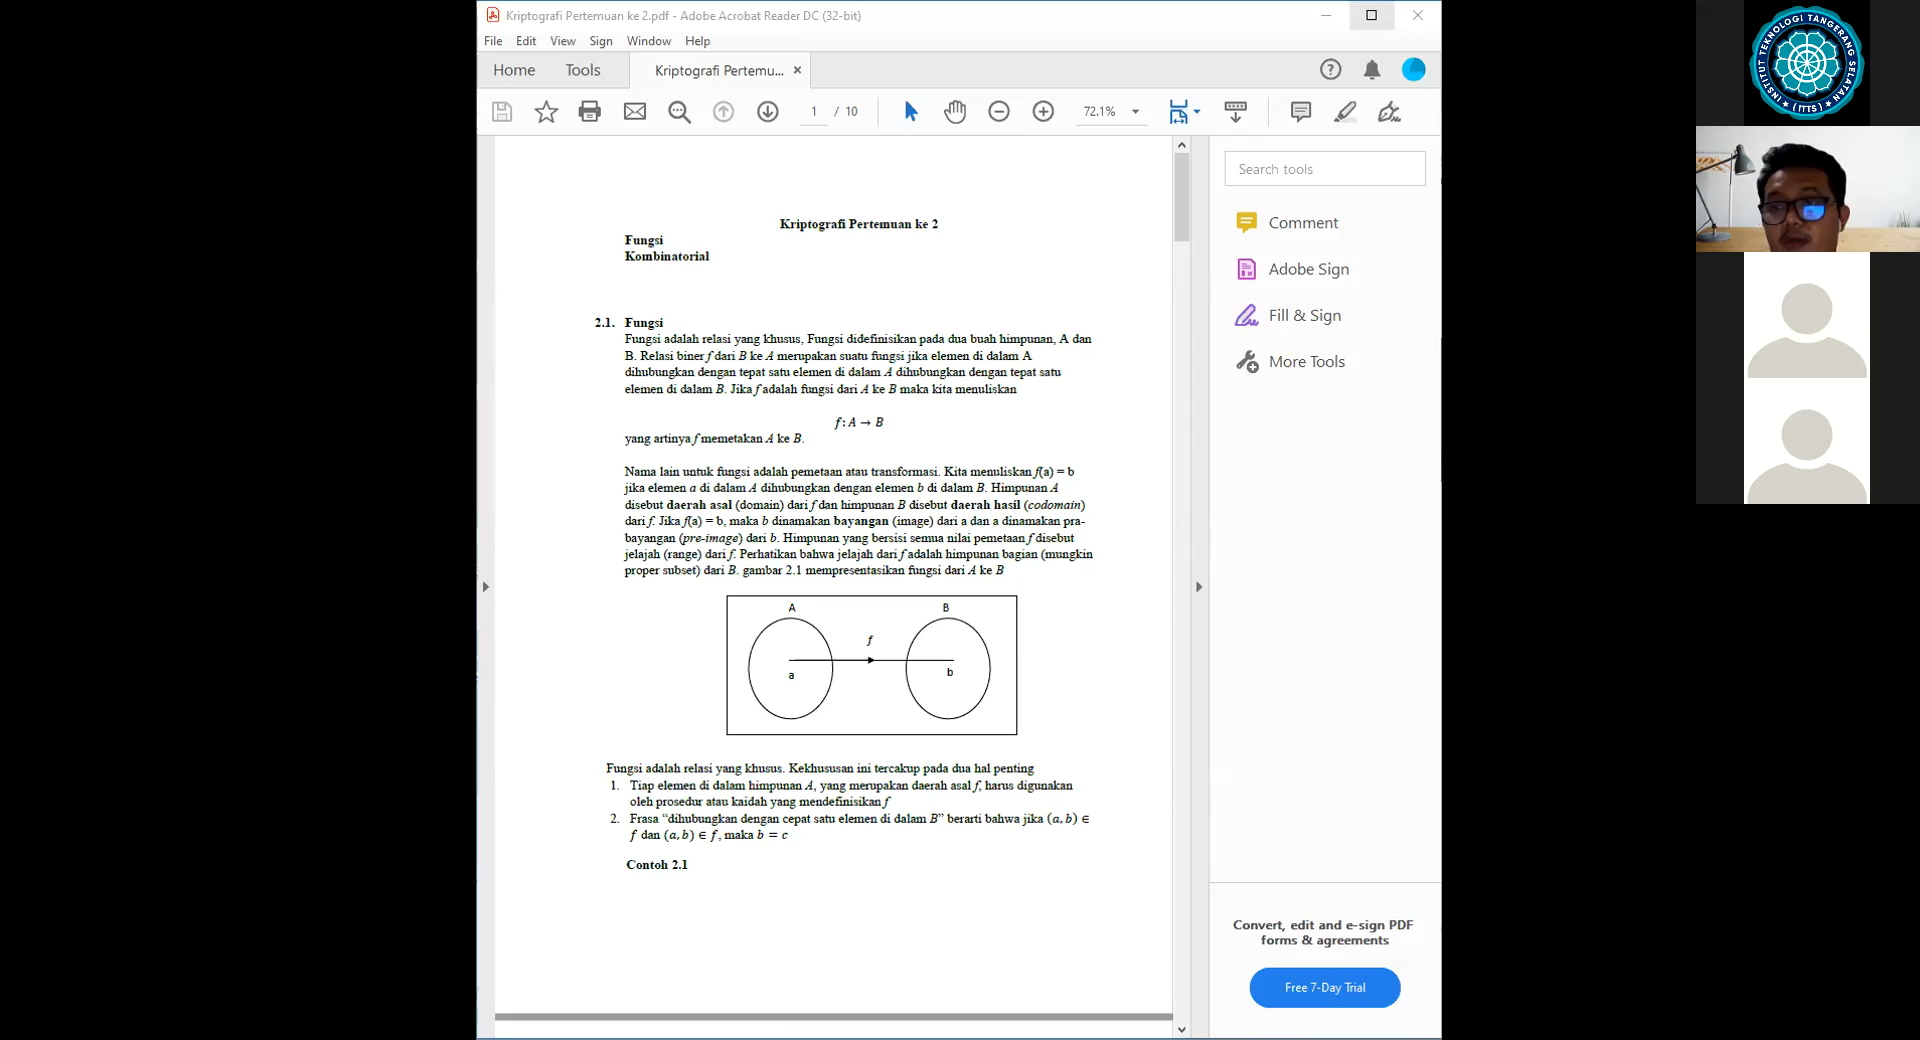 Kriptografi Pertemuan ke 2.pdf - Adobe Acrobat Reader DC (32-bit)
File Edit View Sign Window Help
Home Tools Kriptografi Pertemu... ×
1 / 10 72.1%
Kriptografi Pertemuan ke 2
Fungsi
Kombinatorial
2.1. Fungsi
Fungsi adalah relasi yang khusus, Fungsi didefinisikan pada dua buah himpunan, A dan
B. Relasi biner f dari B ke A merupakan suatu fungsi jika elemen di dalam A
dihubungkan dengan tepat satu elemen di dalam A dihubungkan dengan tepat satu
elemen di dalam B. Jika f adalah fungsi dari A ke B maka kita menuliskan
f: A → B
yang artinya f memetakan A ke B.
Nama lain untuk fungsi adalah pemetaan atau transformasi. Kita menuliskan f(a) = b
jika elemen a di dalam A dihubungkan dengan elemen b di dalam B. Himpunan A
disebut daerah asal (domain) dari f dan himpunan B disebut daerah hasil (codomain)
dari f. Jika f(a) = b, maka b dinamakan bayangan (image) dari a dan a dinamakan pra-
bayangan (pre-image) dari b. Himpunan yang bersisi semua nilai pemetaan f disebut
jelajah (range) dari f. Perhatikan bahwa jelajah dari f adalah himpunan bagian (mungkin
proper subset) dari B. gambar 2.1 mempresentasikan fungsi dari A ke B
A B
f
a b
Fungsi adalah relasi yang khusus. Kekhususan ini tercakup pada dua hal penting
1. Tiap elemen di dalam himpunan A, yang merupakan daerah asal f, harus digunakan
oleh prosedur atau kaidah yang mendefinisikan f
2. Frasa “dihubungkan dengan cepat satu elemen di dalam B” berarti bahwa jika (a, b) ∈
f dan (a, b) ∈ f, maka b = c
Contoh 2.1
Search tools
Comment
Adobe Sign
Fill & Sign
More Tools
Convert, edit and e-sign PDF
forms & agreements
Free 7-Day Trial
INSTITUT TEKNOLOGI TANGERANG SELATAN
(ITTS)